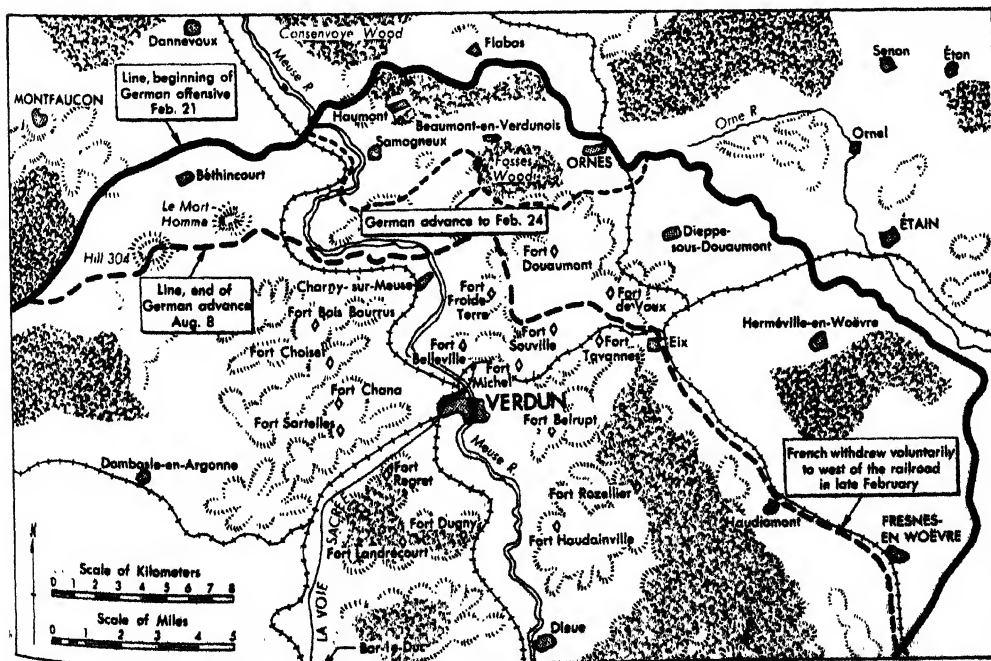 Dannevoux
Consenvoye Wood
Meuse R
Flabas
Senon
Étan
Line, beginning of
German offensive
Feb. 21
MONTFAUCON
Haumont
Beaumont-en-Verdunois
Orne R
Samogneux
ORNES
Ornel
Fosses
Wood
Béthincourt
Le Mort
Homme
German advance to Feb. 24
Dieppe-
sous-Douaumont
ÉTAIN
Hill 304
Fort
Douaumont
Line, end of
German advance
Aug. 8
Charny-sur-Meuse
Fort
Froide
Terre
Fort
de Vaux
Fort Bois Bourrus
Herméville-en-Woëvre
Fort
Souville
Fort
Tavannes
Eix
Fort Choisel
Fort
Belleville
Fort
Michel
Fort Chana
VERDUN
Fort Sartelles
Fort Belrupt
Meuse R
French withdrew voluntarily
to west of the railroad
in late February
Dombasle-en-Argonne
Fort
Regret
Fort Rozellier
Haudiomont
FRESNES-
EN WOËVRE
Fort Dugny
Fort Haudainville
Fort Landrecourt
LA VOIE SACRÉ
N
Scale of Kilometers
0 1 2 3 4 5 6 7 8
Scale of Miles
0 1 2 3 4 5
Dieue
Bar-le-Duc